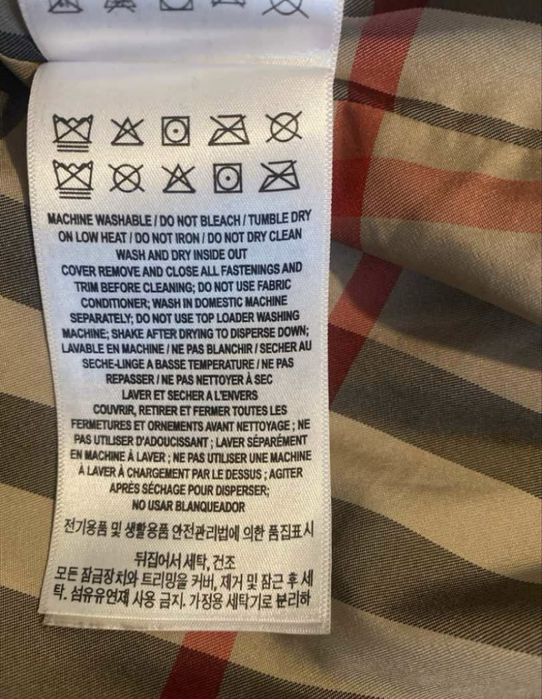 MACHINE WASHABLE / DO NOT BLEACH / TUMBLE DRY
ON LOW HEAT / DO NOT IRON / DO NOT DRY CLEAN
WASH AND DRY INSIDE OUT
COVER REMOVE AND CLOSE ALL FASTENINGS AND
TRIM BEFORE CLEANING; DO NOT USE FABRIC
CONDITIONER; WASH IN DOMESTIC MACHINE
SEPARATELY; DO NOT USE TOP LOADER WASHING
MACHINE; SHAKE AFTER DRYING TO DISPERSE DOWN;
LAVABLE EN MACHINE / NE PAS BLANCHIR / SECHER AU
SECHE-LINGE A BASSE TEMPERATURE / NE PAS
REPASSER / NE PAS NETTOYER À SEC
LAVER ET SECHER A L'ENVERS
COUVRIR, RETIRER ET FERMER TOUTES LES
FERMETURES ET ORNEMENTS AVANT NETTOYAGE ; NE
PAS UTILISER D'ADOUCISSANT ; LAVER SÉPARÉMENT
EN MACHINE À LAVER ; NE PAS UTILISER UNE MACHINE
À LAVER À CHARGEMENT PAR LE DESSUS ; AGITER
APRÈS SÉCHAGE POUR DISPERSER;
NO USAR BLANQUEADOR
전기용품 및 생활용품 안전관리법에 의한 품질표시
뒤집어서 세탁, 건조
모든 잠금장치와 트리밍을 커버, 제거 및 잠근 후 세
탁. 섬유유연제 사용 금지. 가정용 세탁기로 분리하